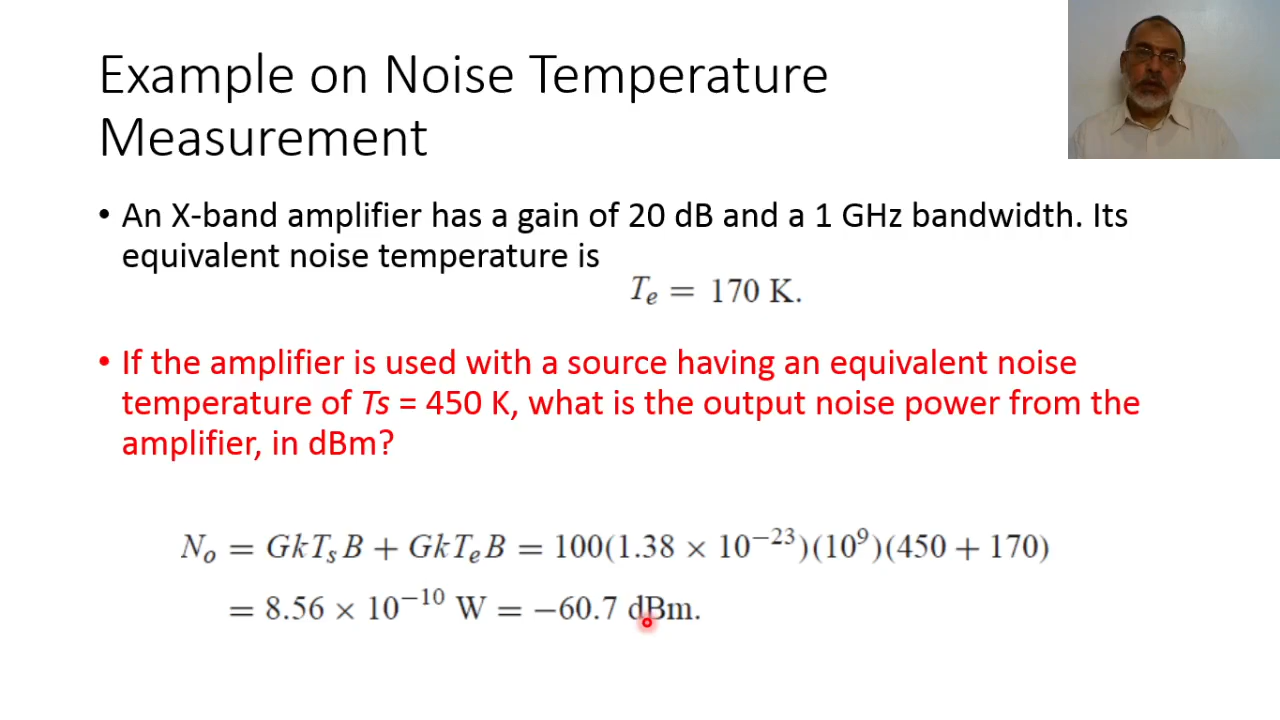 Example on Noise Temperature
Measurement
• An X-band amplifier has a gain of 20 dB and a 1 GHz bandwidth. Its
equivalent noise temperature is
Tₑ = 170 K.
• If the amplifier is used with a source having an equivalent noise
temperature of Ts = 450 K, what is the output noise power from the
amplifier, in dBm?
Nₒ = GkTₛB + GkTₑB = 100(1.38 × 10⁻²³)(10⁹)(450 + 170)
= 8.56 × 10⁻¹⁰ W = −60.7 dBm.